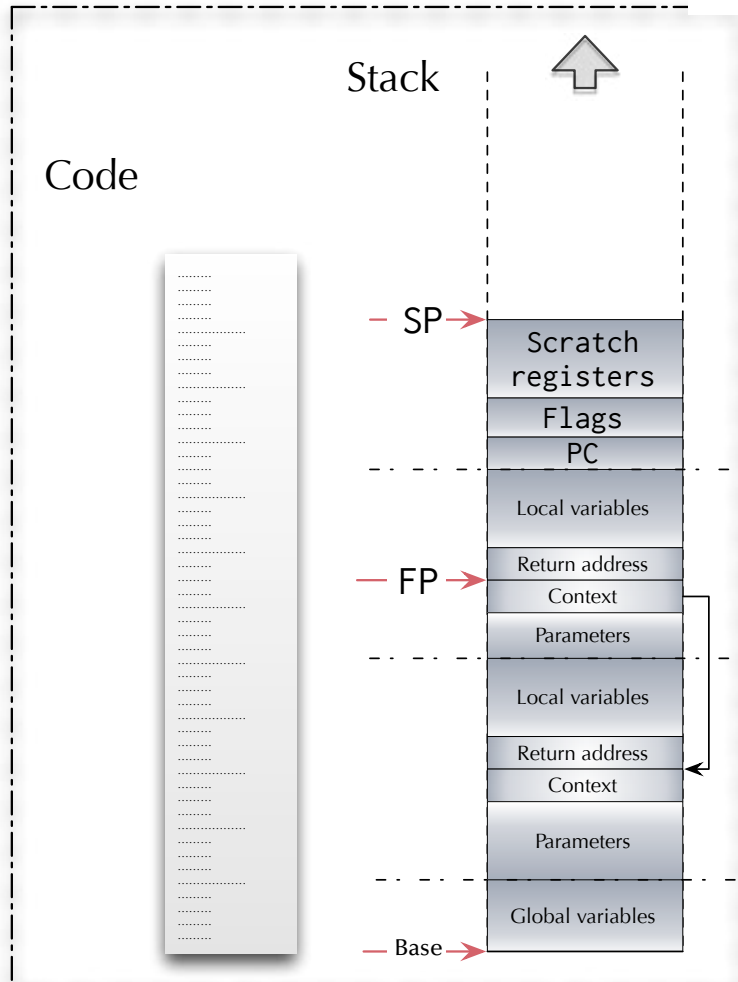 Stack
Code
SP
Scratch
registers
Flags
PC
Local variables
Return address
FP
Context
Parameters
Local variables
Return address
Context
Parameters
Global variables
Base